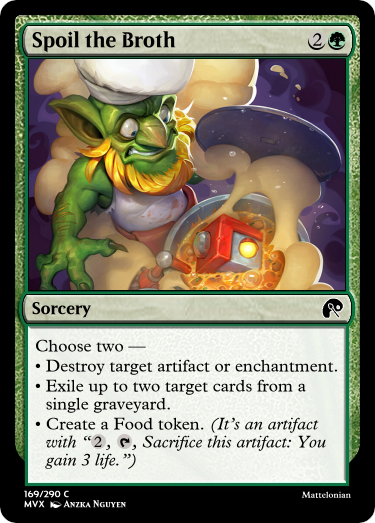 Spoil the Broth 2
Sorcery
Choose two —
• Destroy target artifact or enchantment.
• Exile up to two target cards from a
single graveyard.
• Create a Food token. (It's an artifact
with “2, , Sacrifice this artifact: You
gain 3 life.”)
169/290 C
MVX Anzka Nguyen
Mattelonian